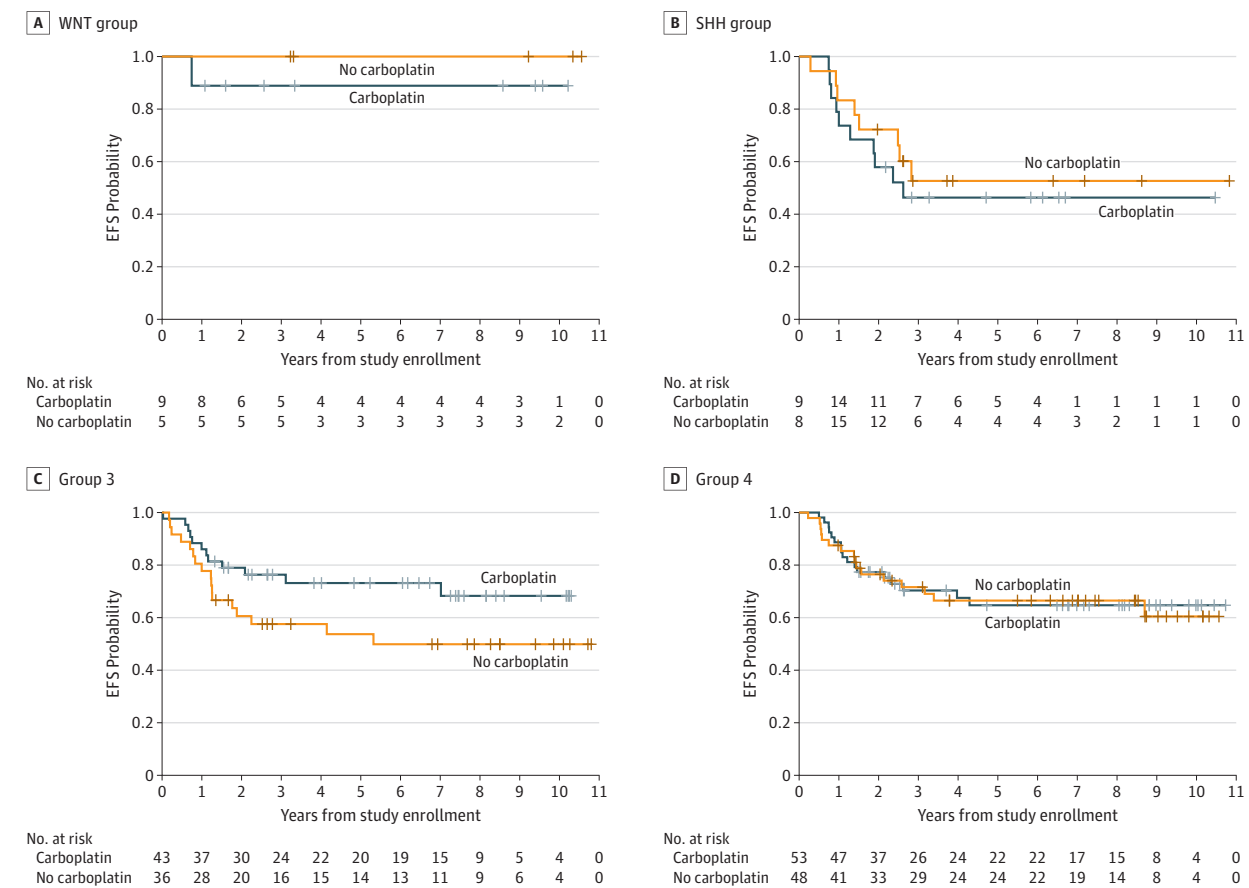 A WNT group
1.0
0.8
0.6
0.4
0.2
0
EFS Probability
No carboplatin
Carboplatin
0 1 2 3 4 5 6 7 8 9 10 11
Years from study enrollment
No. at risk
Carboplatin 9 8 6 5 4 4 4 4 4 3 1 0
No carboplatin 5 5 5 5 3 3 3 3 3 3 2 0
B SHH group
1.0
0.8
0.6
0.4
0.2
0
EFS Probability
No carboplatin
Carboplatin
0 1 2 3 4 5 6 7 8 9 10 11
Years from study enrollment
No. at risk
Carboplatin 9 14 11 7 6 5 4 1 1 1 1 0
No carboplatin 8 15 12 6 4 4 4 3 2 1 1 0
C Group 3
1.0
0.8
0.6
0.4
0.2
0
EFS Probability
Carboplatin
No carboplatin
0 1 2 3 4 5 6 7 8 9 10 11
Years from study enrollment
No. at risk
Carboplatin 43 37 30 24 22 20 19 15 9 5 4 0
No carboplatin 36 28 20 16 15 14 13 11 9 6 4 0
D Group 4
1.0
0.8
0.6
0.4
0.2
0
EFS Probability
No carboplatin
Carboplatin
0 1 2 3 4 5 6 7 8 9 10 11
Years from study enrollment
No. at risk
Carboplatin 53 47 37 26 24 22 22 17 15 8 4 0
No carboplatin 48 41 33 29 24 24 22 19 14 8 4 0